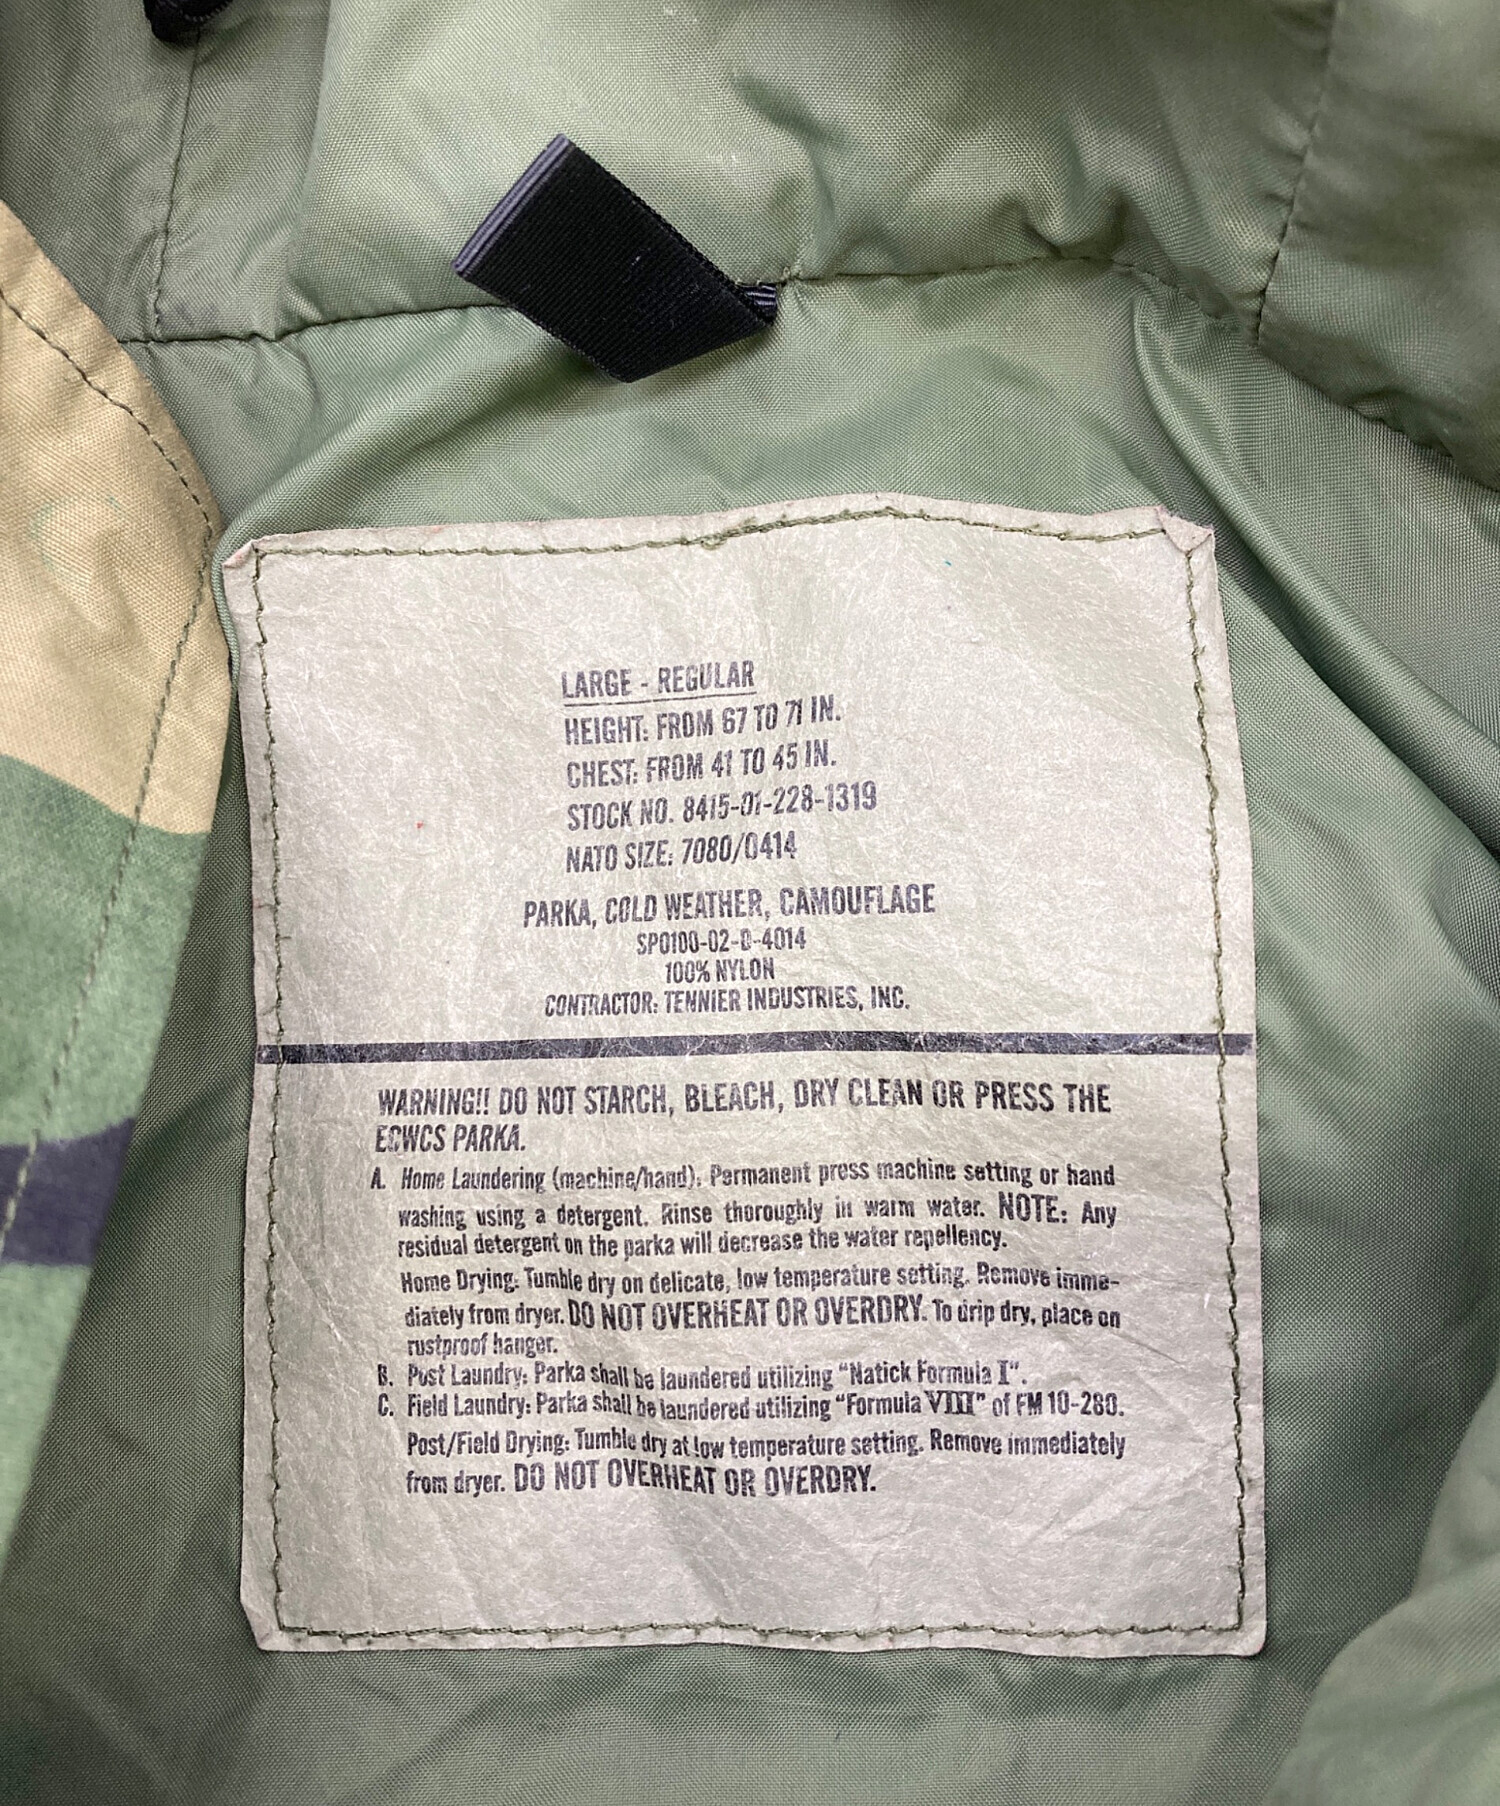 LARGE - REGULAR
HEIGHT: FROM 67 TO 71 IN.
CHEST: FROM 41 TO 45 IN.
STOCK NO. 8415-01-228-1319
NATO SIZE: 7080/0414
PARKA, COLD WEATHER, CAMOUFLAGE
SPO100-02-D-4014
100% NYLON
CONTRACTOR: TENNIER INDUSTRIES, INC.
WARNING!! DO NOT STARCH, BLEACH, DRY CLEAN OR PRESS THE
ECWCS PARKA.
A. Home Laundering (machine/hand). Permanent press machine setting or hand
washing using a detergent. Rinse thoroughly in warm water. NOTE: Any
residual detergent on the parka will decrease the water repellency.
Home Drying: Tumble dry on delicate, low temperature setting. Remove imme-
diately from dryer. DO NOT OVERHEAT OR OVERDRY. To drip dry, place on
rustproof hanger.
B. Post Laundry: Parka shall be laundered utilizing "Natick Formula I".
C. Field Laundry: Parka shall be laundered utilizing "Formula VIII" of FM 10-280.
Post/Field Drying: Tumble dry at low temperature setting. Remove immediately
from dryer. DO NOT OVERHEAT OR OVERDRY.